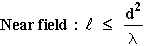 Near field : ℓ ≤ d²/λ